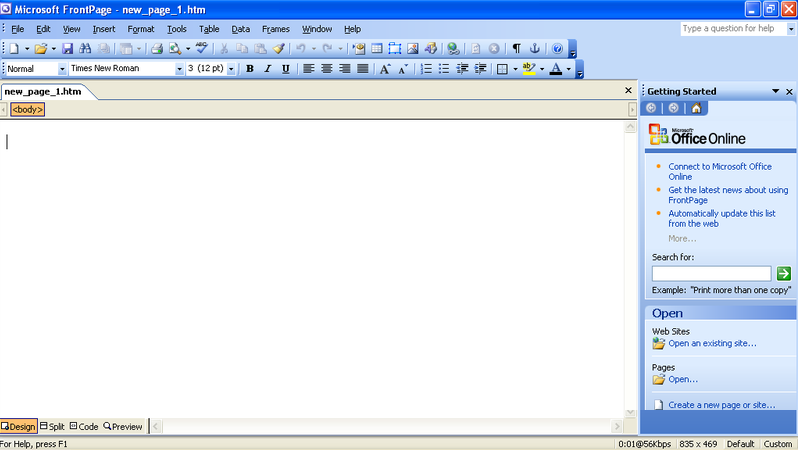 Microsoft FrontPage - new_page_1.htm
File Edit View Insert Format Tools Table Data Frames Window Help
Type a question for help
Normal Times New Roman 3 (12 pt) B I U
new_page_1.htm
<body>
Getting Started
Microsoft
Office Online
Connect to Microsoft Office
Online
Get the latest news about using
FrontPage
Automatically update this list
from the web
More...
Search for:
Example: "Print more than one copy"
Open
Web Sites
Open an existing site...
Pages
Open...
Create a new page or site...
Design Split Code Preview
For Help, press F1
0:01@56Kbps 835 x 469 Default Custom